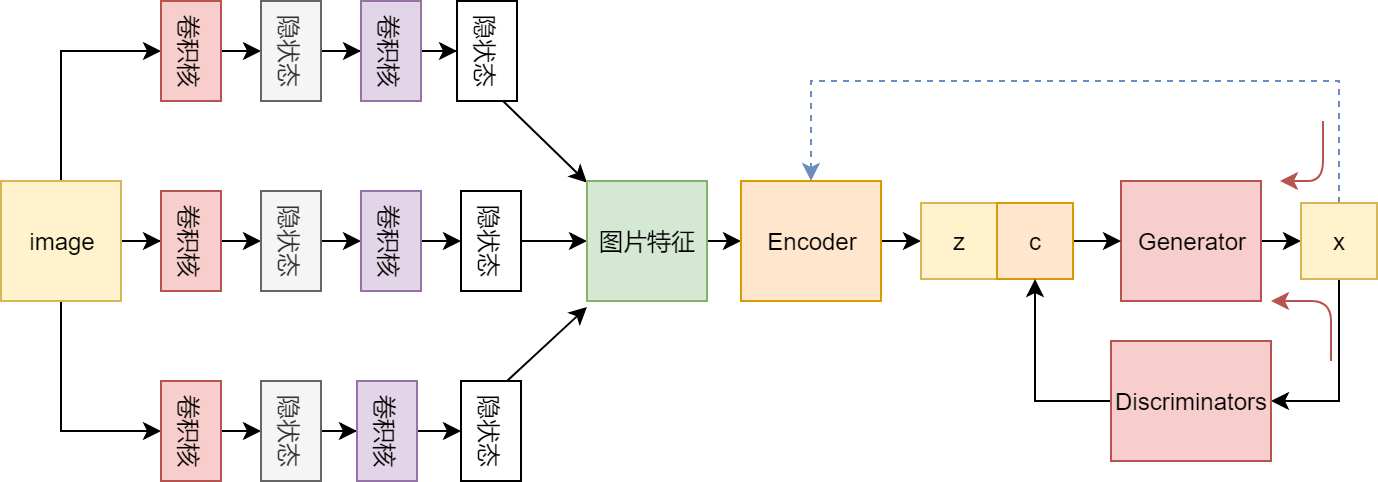 卷积核
隐状态
卷积核
隐状态
image
卷积核
隐状态
卷积核
隐状态
图片特征
Encoder
z
c
Generator
x
卷积核
隐状态
卷积核
隐状态
Discriminators